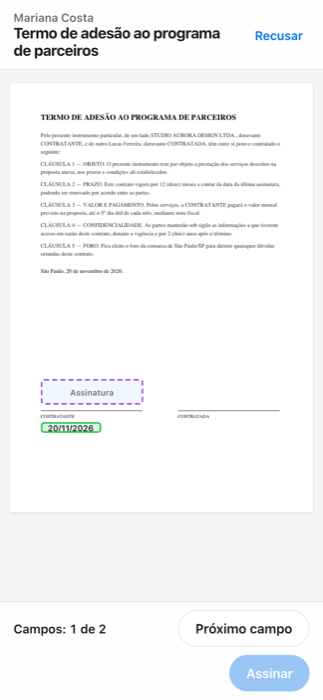 Mariana Costa
Termo de adesão ao programa
de parceiros
Recusar
TERMO DE ADESÃO AO PROGRAMA DE PARCEIROS
Pelo presente instrumento particular, de um lado STUDIO AURORA DESIGN LTDA., doravante
CONTRATANTE, e de outro Lucas Ferreira, doravante CONTRATADA, têm entre si justo e contratado o
seguinte:
CLÁUSULA 1 — OBJETO. O presente instrumento tem por objeto a prestação dos serviços descritos na
proposta anexa, nos prazos e condições ali estabelecidos.
CLÁUSULA 2 — PRAZO. Este contrato vigora por 12 (doze) meses a contar da data da última assinatura,
podendo ser renovado por acordo entre as partes.
CLÁUSULA 3 — VALOR E PAGAMENTO. Pelos serviços, a CONTRATANTE pagará o valor mensal
previsto na proposta, até o 5º dia útil de cada mês, mediante nota fiscal.
CLÁUSULA 4 — CONFIDENCIALIDADE. As partes manterão sob sigilo as informações a que tiverem
acesso em razão deste contrato, durante a vigência e por 2 (dois) anos após o término.
CLÁUSULA 5 — FORO. Fica eleito o foro da comarca de São Paulo/SP para dirimir quaisquer dúvidas
oriundas deste contrato.
São Paulo, 20 de novembro de 2026.
Assinatura
CONTRATANTE
CONTRATADA
20/11/2026
Campos: 1 de 2
Próximo campo
Assinar